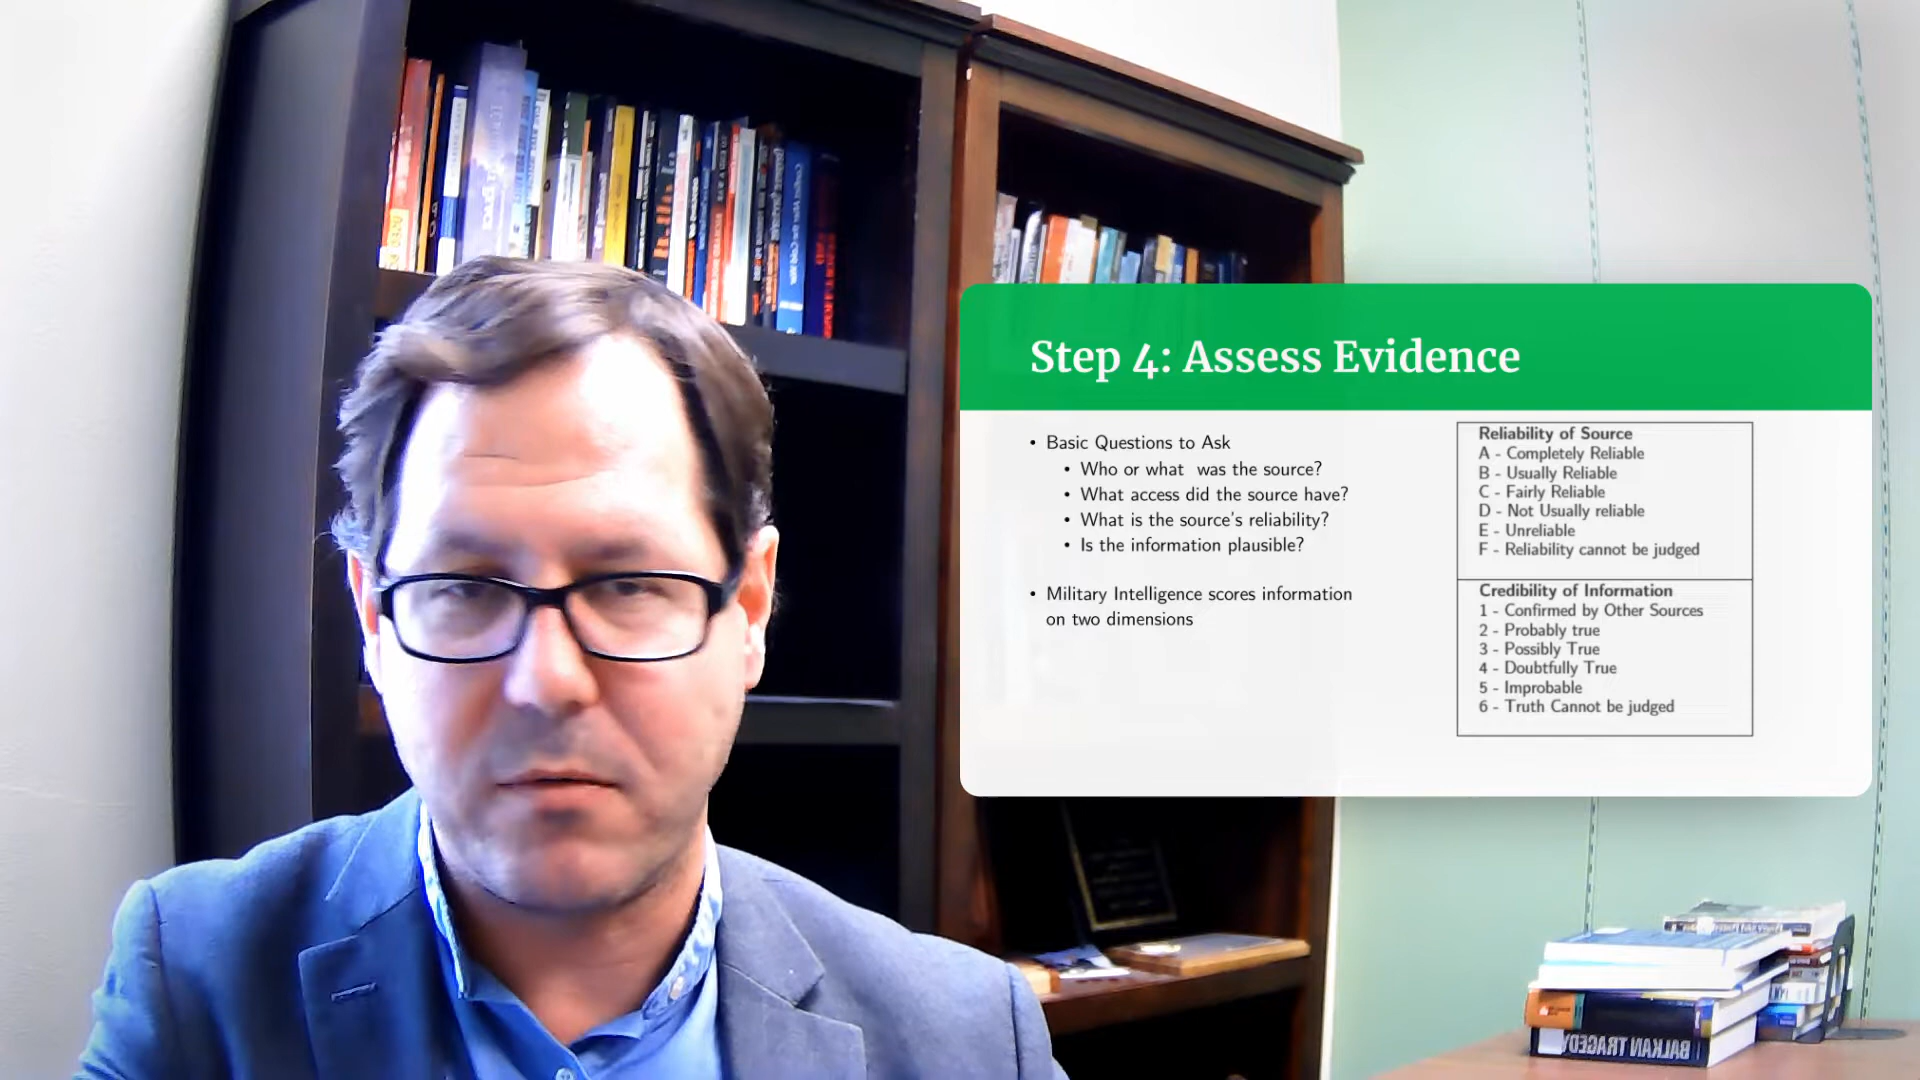 Step 4: Assess Evidence
• Basic Questions to Ask
• Who or what was the source?
• What access did the source have?
• What is the source's reliability?
• Is the information plausible?
• Military Intelligence scores information
on two dimensions
Reliability of Source
A - Completely Reliable
B - Usually Reliable
C - Fairly Reliable
D - Not Usually reliable
E - Unreliable
F - Reliability cannot be judged
Credibility of Information
1 - Confirmed by Other Sources
2 - Probably true
3 - Possibly True
4 - Doubtfully True
5 - Improbable
6 - Truth Cannot be judged
BALKAN TRAGEDY